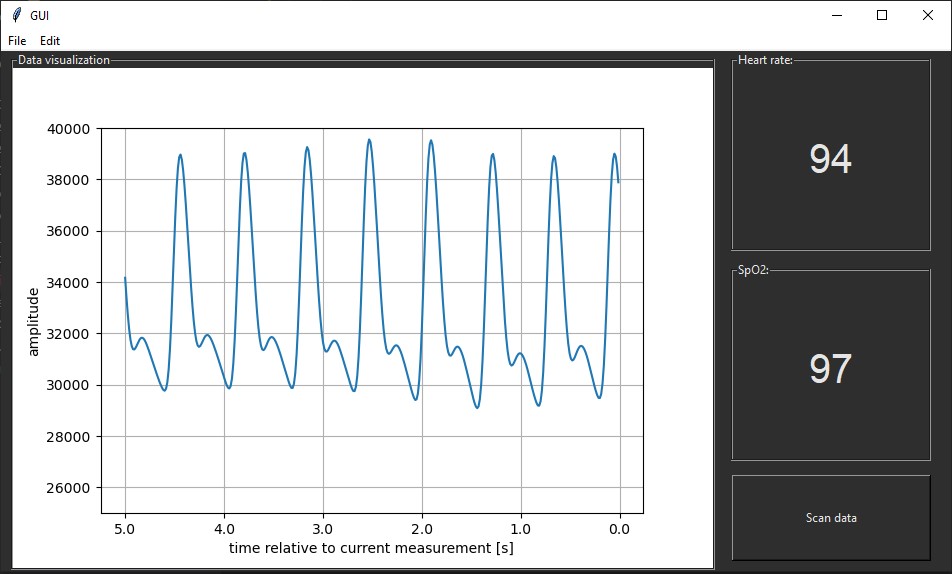 GUI
File Edit
Data visualization
40000
38000
36000
34000
32000
30000
28000
26000
amplitude
5.0 4.0 3.0 2.0 1.0 0.0
time relative to current measurement [s]
Heart rate:
94
SpO2:
97
Scan data